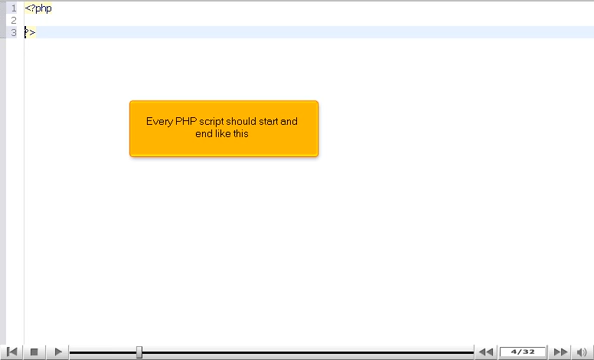 1 <?php
2
3 ?>
Every PHP script should start and
end like this
4/32